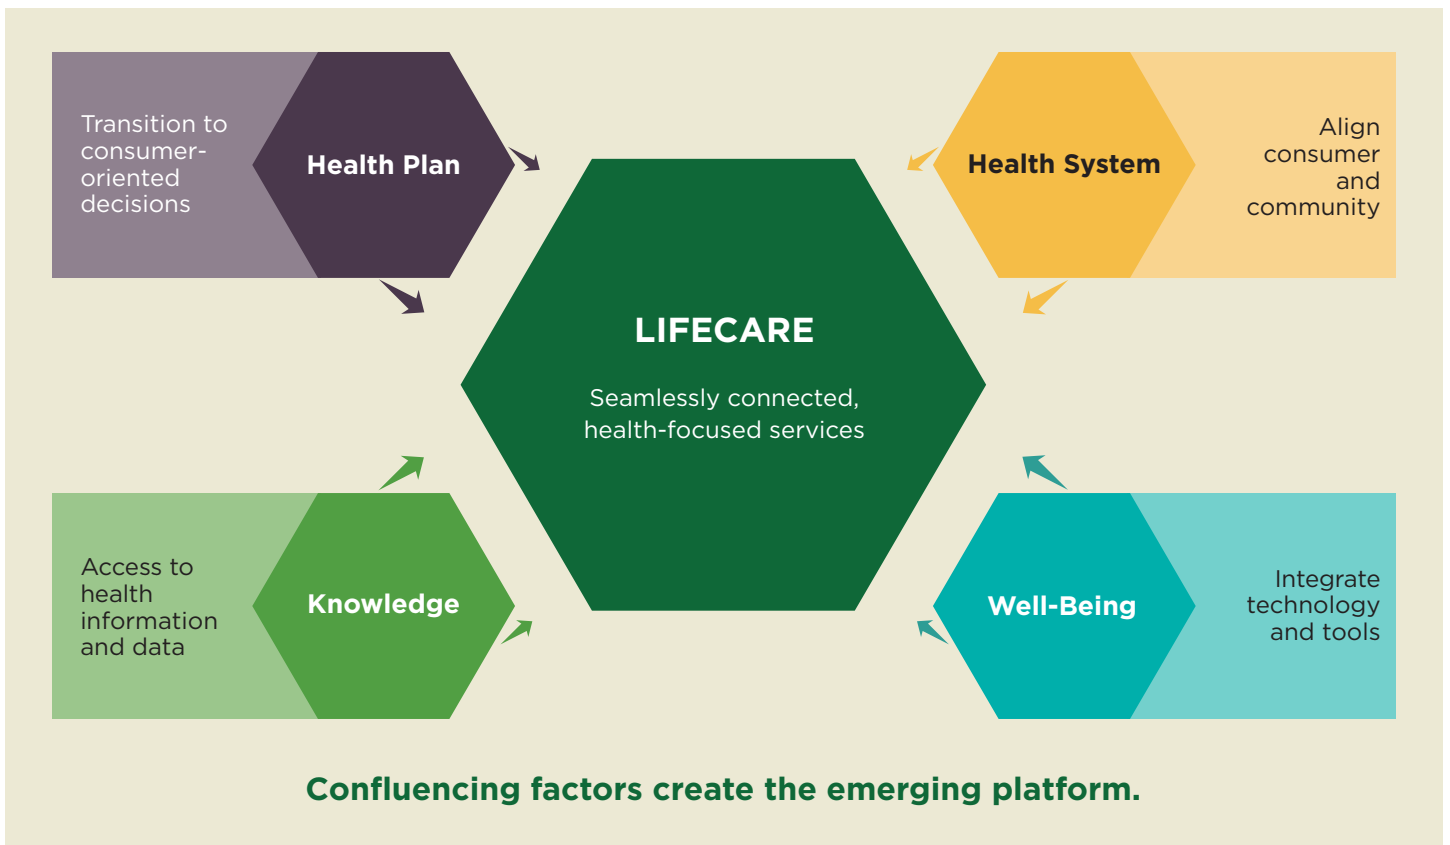 Transition to
consumer-
oriented
decisions
Health Plan
Health System
Align
consumer
and
community
LIFECARE
Seamlessly connected,
health-focused services
Access to
health
information
and data
Knowledge
Well-Being
Integrate
technology
and tools
Confluencing factors create the emerging platform.